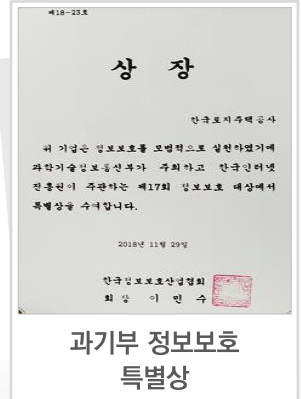 제18-23호
상 장
한국토지주택공사
위 기업은 정보보호를 모범적으로 실천하였기에
과학기술정보통신부가 주최하고 한국인터넷
진흥원이 주관하는 제17회 정보보호 대상에서
특별상을 수여합니다.
2018년 11월 29일
한국정보보호산업협회
회장 이민수
과기부 정보보호
특별상